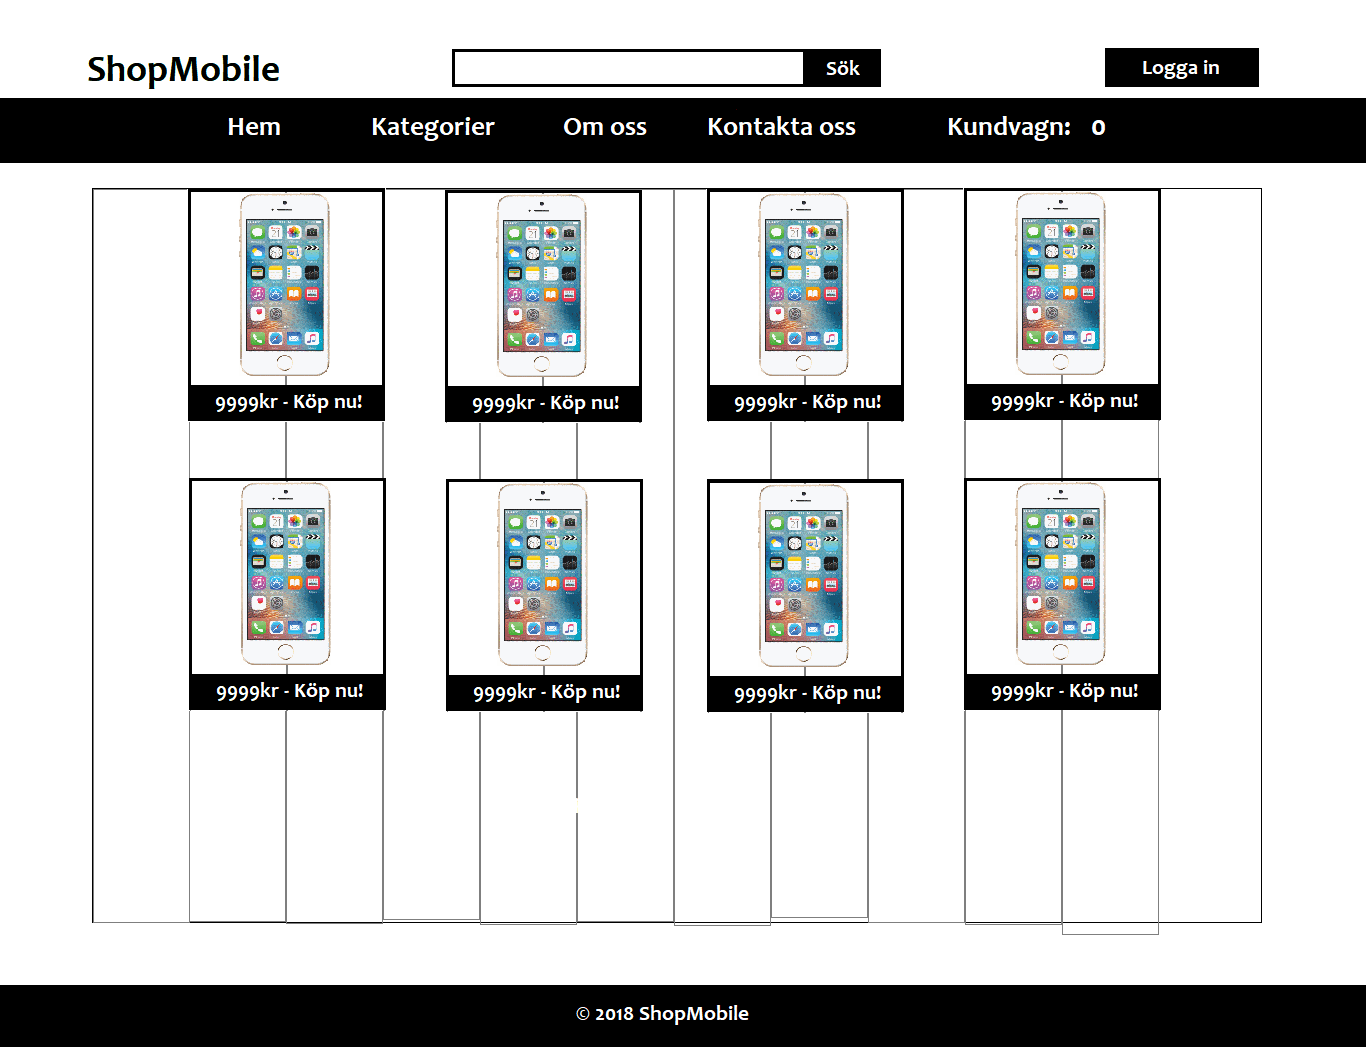 ShopMobile
Sök
Logga in
Hem Kategorier Om oss Kontakta oss Kundvagn: 0
9999kr - Köp nu! 9999kr - Köp nu! 9999kr - Köp nu! 9999kr - Köp nu!
9999kr - Köp nu! 9999kr - Köp nu! 9999kr - Köp nu! 9999kr - Köp nu!
© 2018 ShopMobile